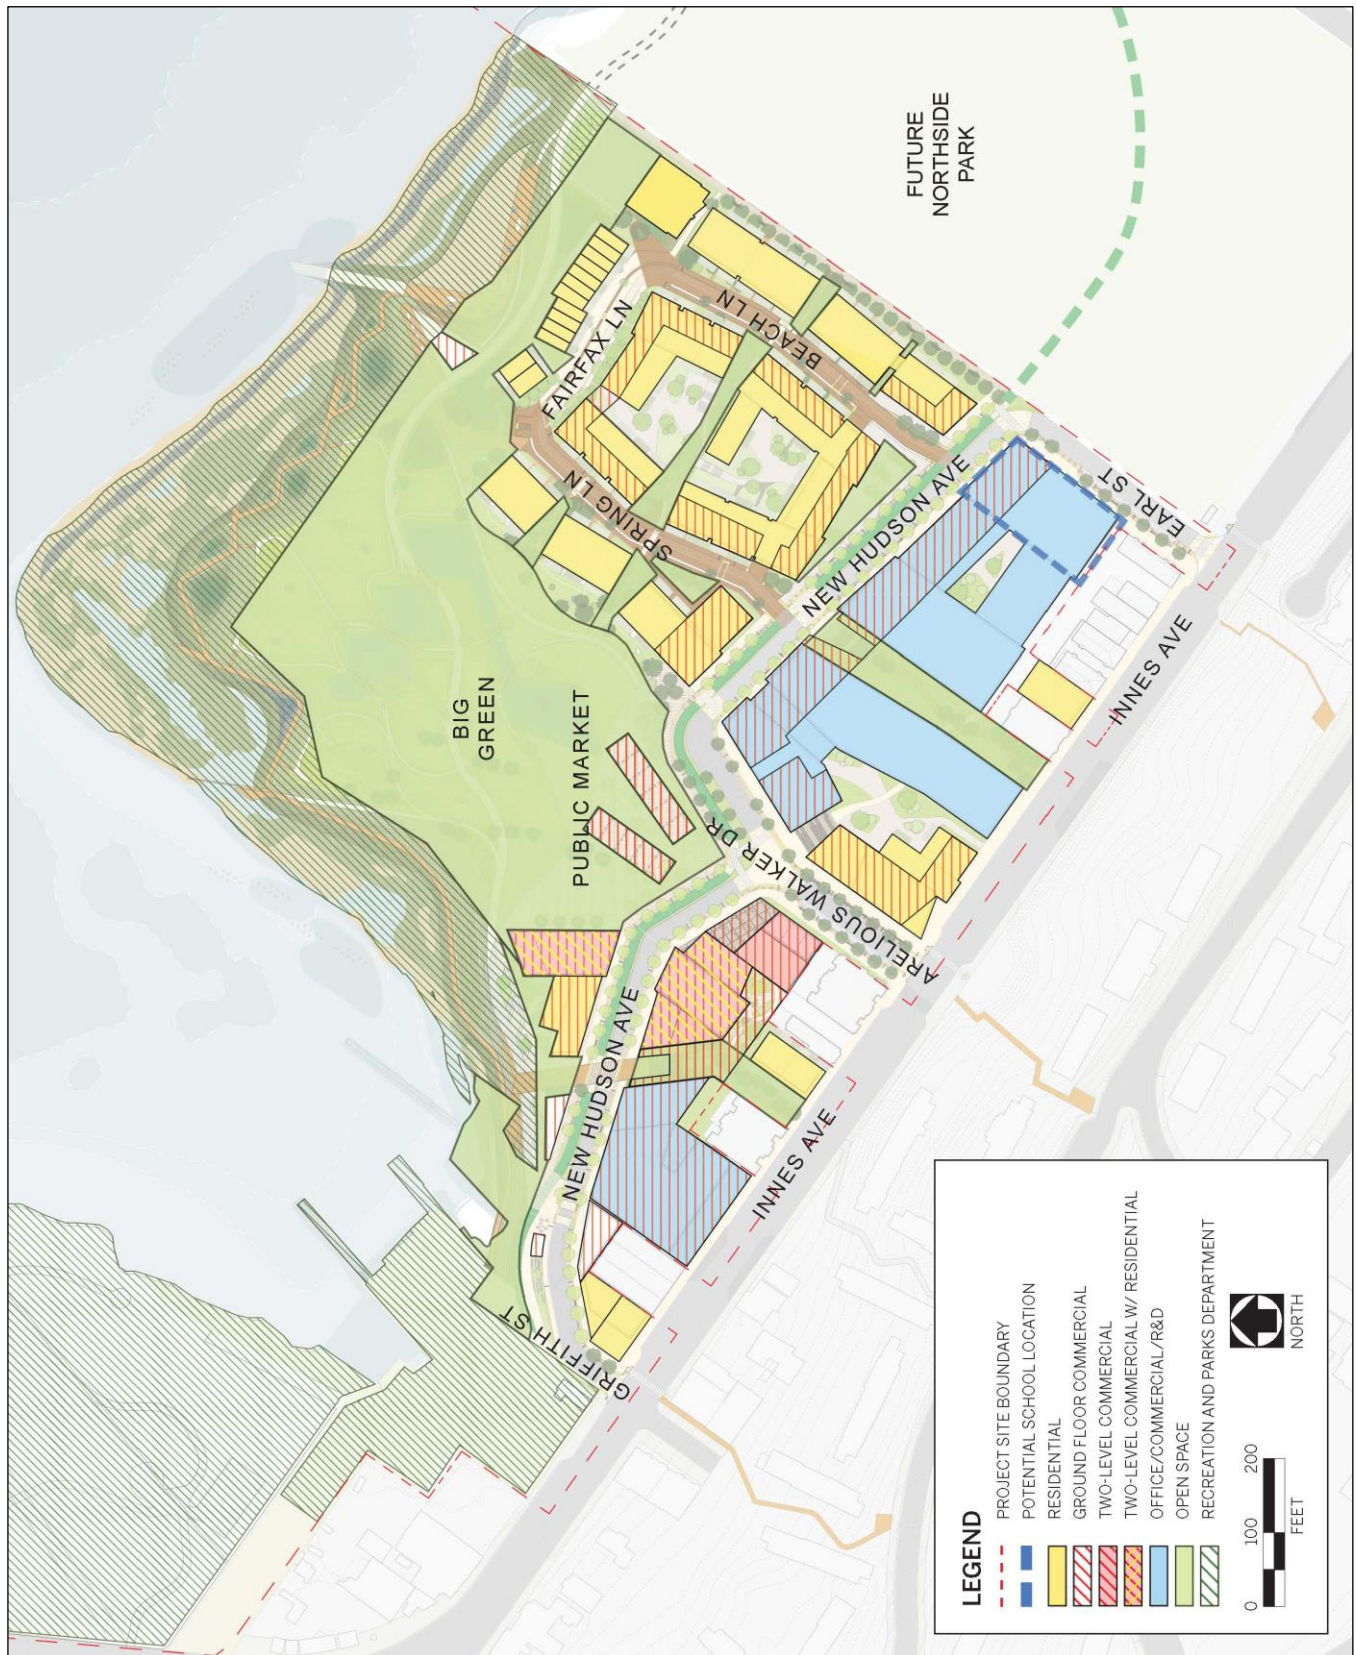 FUTURE
NORTHSIDE
PARK
BIG
GREEN
PUBLIC MARKET
FAIRFAX LN
BEACH LN
SPRING LN
NEW HUDSON AVE
EARL ST
INNES AVE
ARELIOUS WALKER DR
NEW HUDSON AVE
INNES AVE
GRIFFITH ST
LEGEND
PROJECT SITE BOUNDARY
POTENTIAL SCHOOL LOCATION
RESIDENTIAL
GROUND FLOOR COMMERCIAL
TWO-LEVEL COMMERCIAL
TWO-LEVEL COMMERCIAL W/ RESIDENTIAL
OFFICE/COMMERCIAL/R&D
OPEN SPACE
RECREATION AND PARKS DEPARTMENT
0 100 200
FEET
NORTH